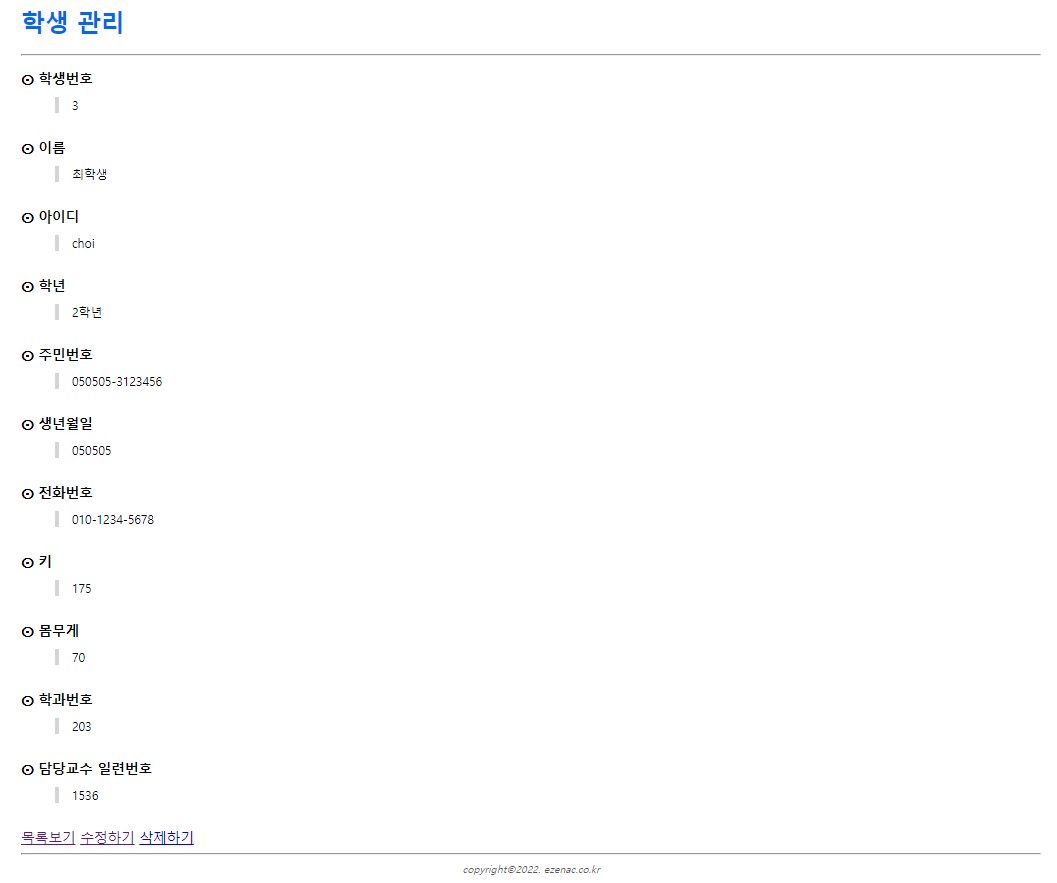 학생 관리
⊙ 학생번호
3
⊙ 이름
최학생
⊙ 아이디
choi
⊙ 학년
2학년
⊙ 주민번호
050505-3123456
⊙ 생년월일
050505
⊙ 전화번호
010-1234-5678
⊙ 키
175
⊙ 몸무게
70
⊙ 학과번호
203
⊙ 담당교수 일련번호
1536
목록보기 수정하기 삭제하기
copyright©2022. ezenac.co.kr